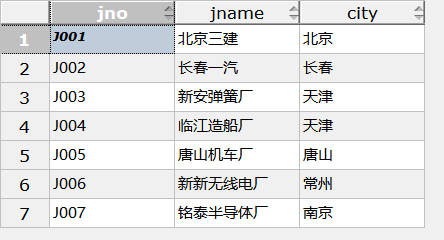 jno jname city
1 J001 北京三建 北京
2 J002 长春一汽 长春
3 J003 新安弹簧厂 天津
4 J004 临江造船厂 天津
5 J005 唐山机车厂 唐山
6 J006 新新无线电厂 常州
7 J007 铭泰半导体厂 南京